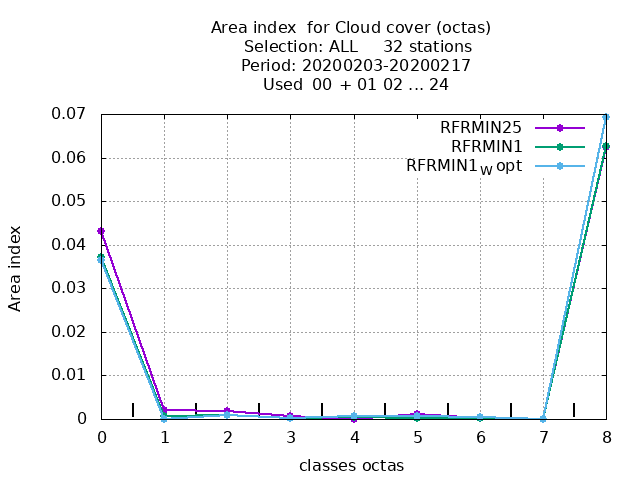 Area index  for Cloud cover (octas)
Selection: ALL     32 stations
Period: 20200203-20200217
Used  00 + 01 02 ... 24
RFRMIN25
RFRMIN1
RFRMIN1W opt
0.07
0.06
0.05
0.04
0.03
0.02
0.01
0
Area index
0 1 2 3 4 5 6 7 8
classes octas